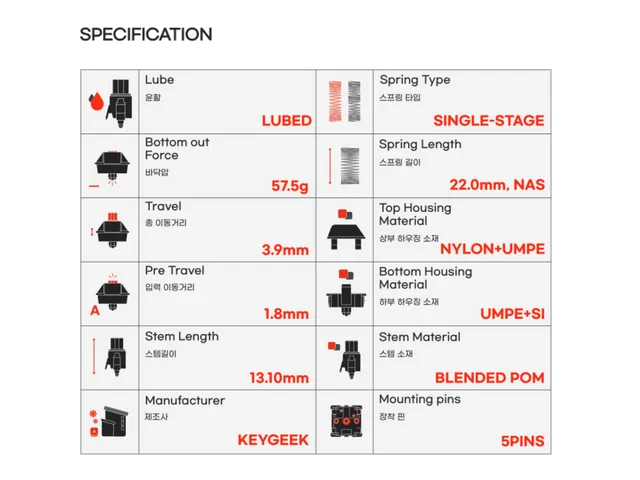 SPECIFICATION
Lube
윤활
LUBED
Spring Type
스프링 타입
SINGLE-STAGE
Bottom out
Force
바닥압
57.5g
Spring Length
스프링 길이
22.0mm, NAS
Travel
총 이동거리
3.9mm
Top Housing
Material
상부 하우징 소재
NYLON+UMPE
Pre Travel
입력 이동거리
A
1.8mm
Bottom Housing
Material
하부 하우징 소재
UMPE+SI
Stem Length
스템길이
13.10mm
Stem Material
스템 소재
BLENDED POM
Manufacturer
제조사
KEYGEEK
Mounting pins
장착 핀
5PINS